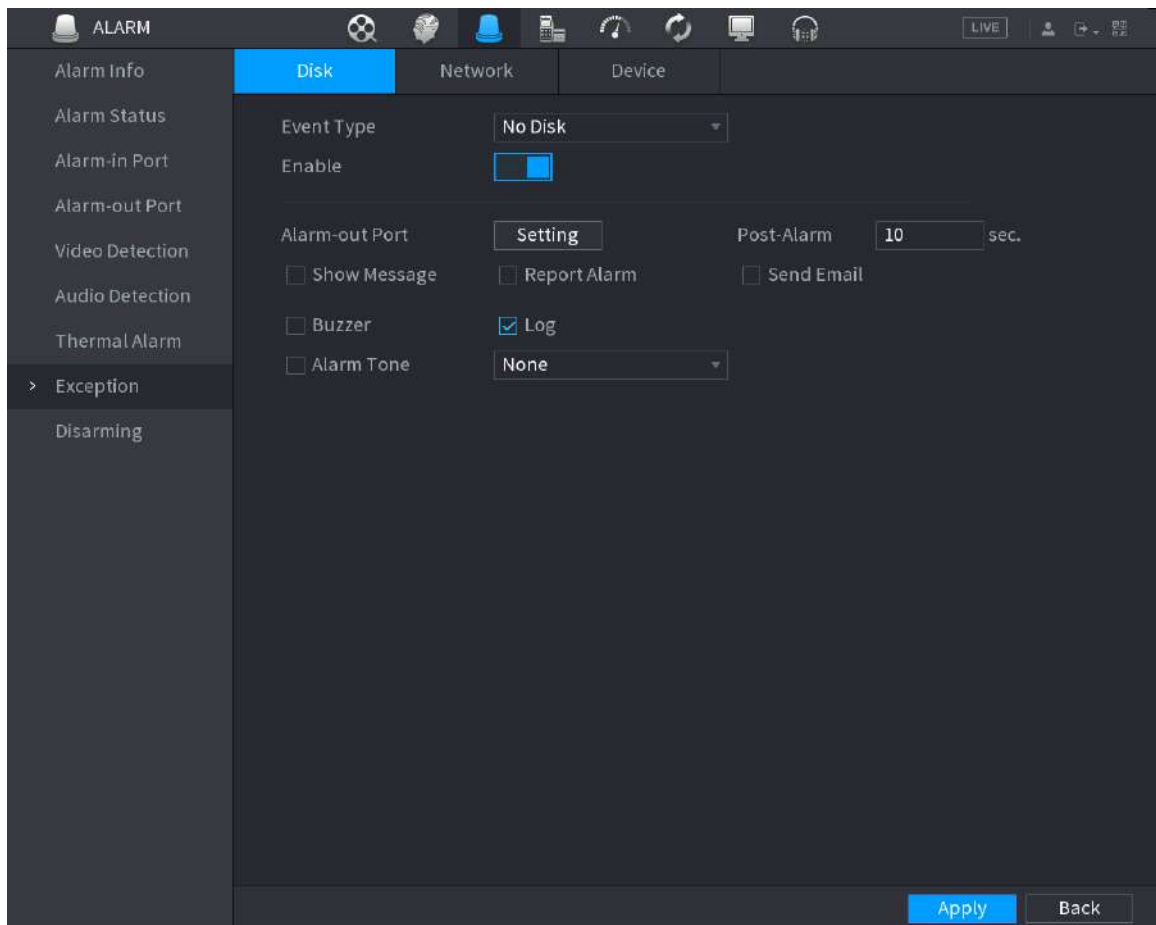 ALARM
LIVE
Alarm Info
Disk Network Device
Alarm Status
Event Type No Disk
Alarm-in Port
Enable
Alarm-out Port
Alarm-out Port Setting Post-Alarm 10 sec.
Video Detection
Show Message Report Alarm Send Email
Audio Detection
Buzzer Log
Thermal Alarm
Alarm Tone None
> Exception
Disarming
Apply Back